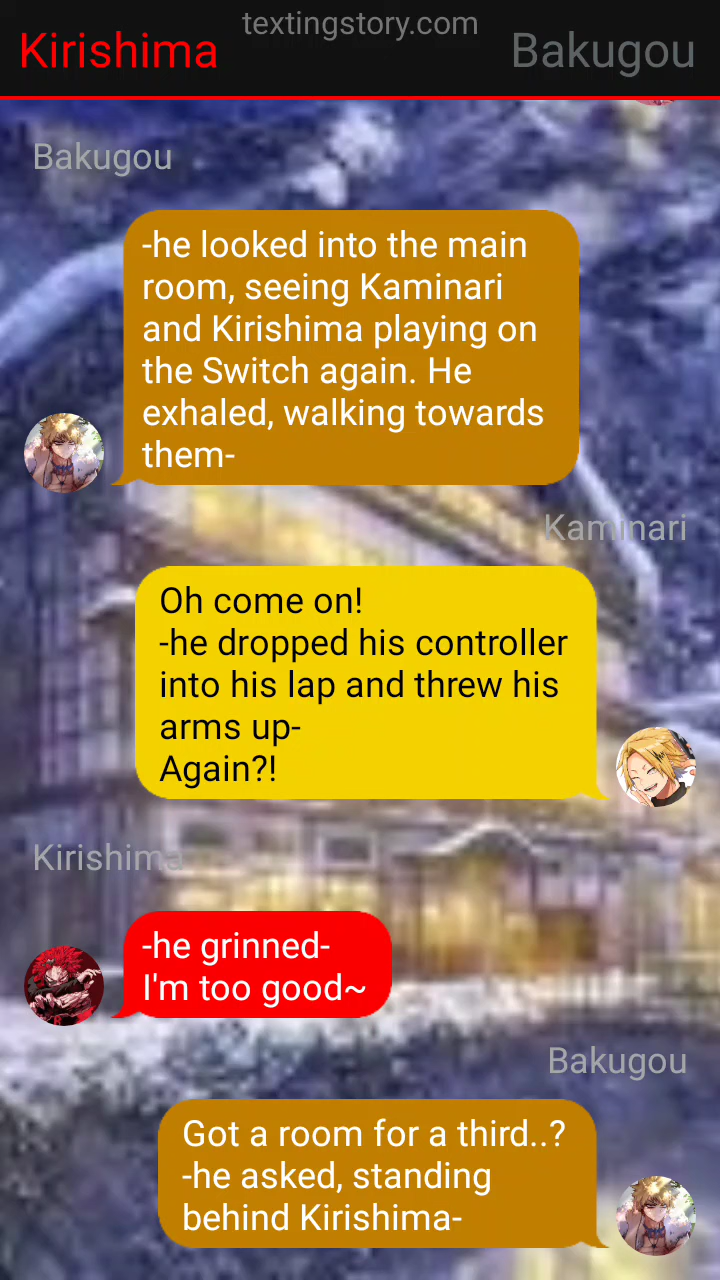 textingstory.com
Kirishima
Bakugou
Bakugou
-he looked into the main
room, seeing Kaminari
and Kirishima playing on
the Switch again. He
exhaled, walking towards
them-
Kaminari
Oh come on!
-he dropped his controller
into his lap and threw his
arms up-
Again?!
Kirishima
-he grinned-
I'm too good~
Bakugou
Got a room for a third..?
-he asked, standing
behind Kirishima-